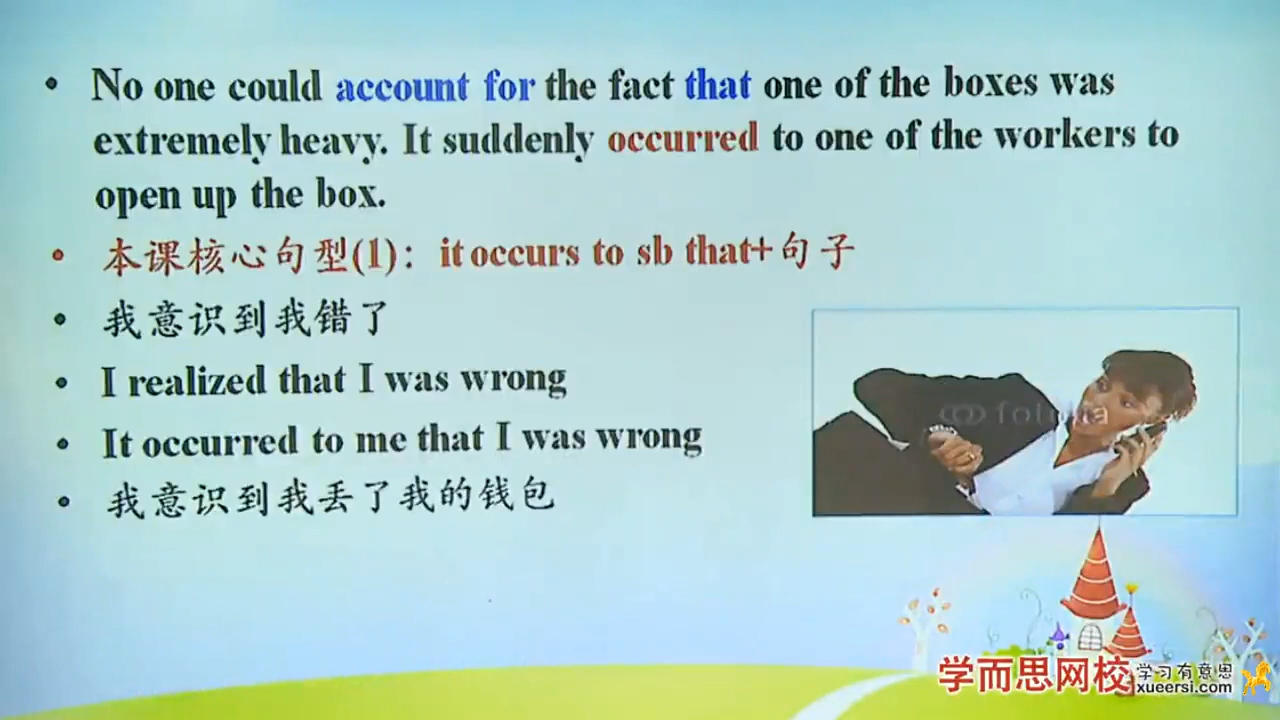 No one could account for the fact that one of the boxes was
extremely heavy. It suddenly occurred to one of the workers to
open up the box.
本课核心句型(1)：it occurs to sb that+句子
我意识到我错了
I realized that I was wrong
It occurred to me that I was wrong
我意识到我丢了我的钱包
fotolia
学而思网校
学习有意思
xueersi.com